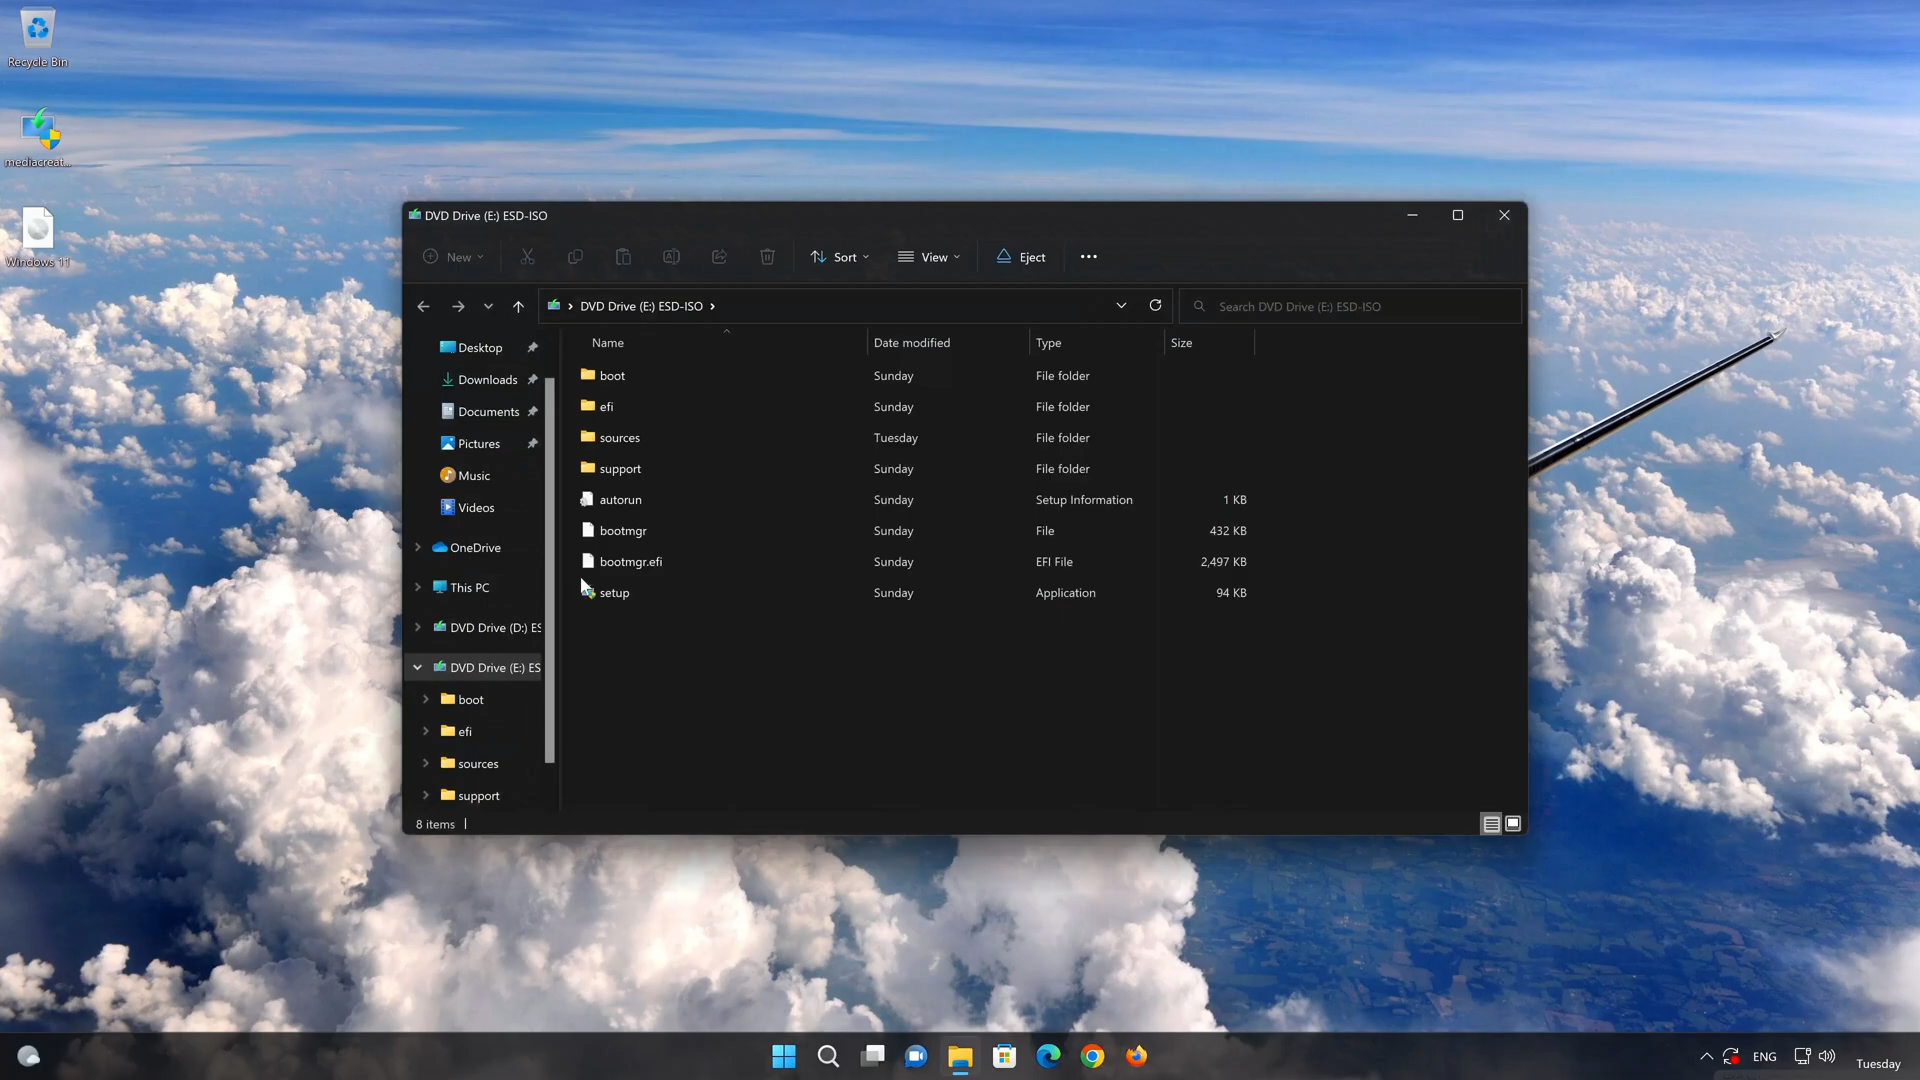 Recycle Bin
mediacreat...
Windows 11
DVD Drive (E:) ESD-ISO
New
Sort
View
Eject
DVD Drive (E:) ESD-ISO
Search DVD Drive (E:) ESD-ISO
Desktop
Downloads
Documents
Pictures
Music
Videos
OneDrive
This PC
DVD Drive (D:) ES
DVD Drive (E:) ES
boot
efi
sources
support
Name Date modified Type Size
boot Sunday File folder
efi Sunday File folder
sources Tuesday File folder
support Sunday File folder
autorun Sunday Setup Information 1 KB
bootmgr Sunday File 432 KB
bootmgr.efi Sunday EFI File 2,497 KB
setup Sunday Application 94 KB
8 items
ENG
Tuesday